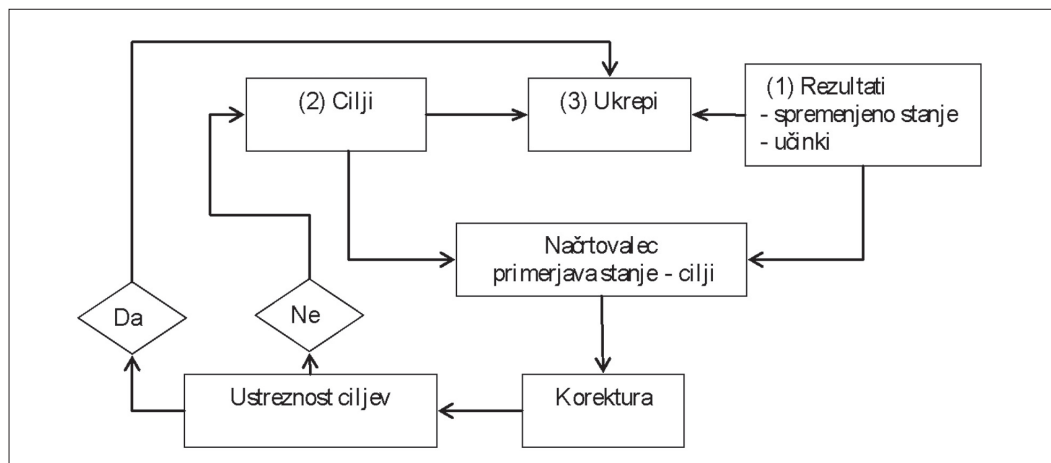 (2) Cilji
(3) Ukrepi
(1) Rezultati
- spremenjeno stanje
- učinki
Načrtovalec
primerjava stanje - cilji
Da
Ne
Ustreznost ciljev
Korektura